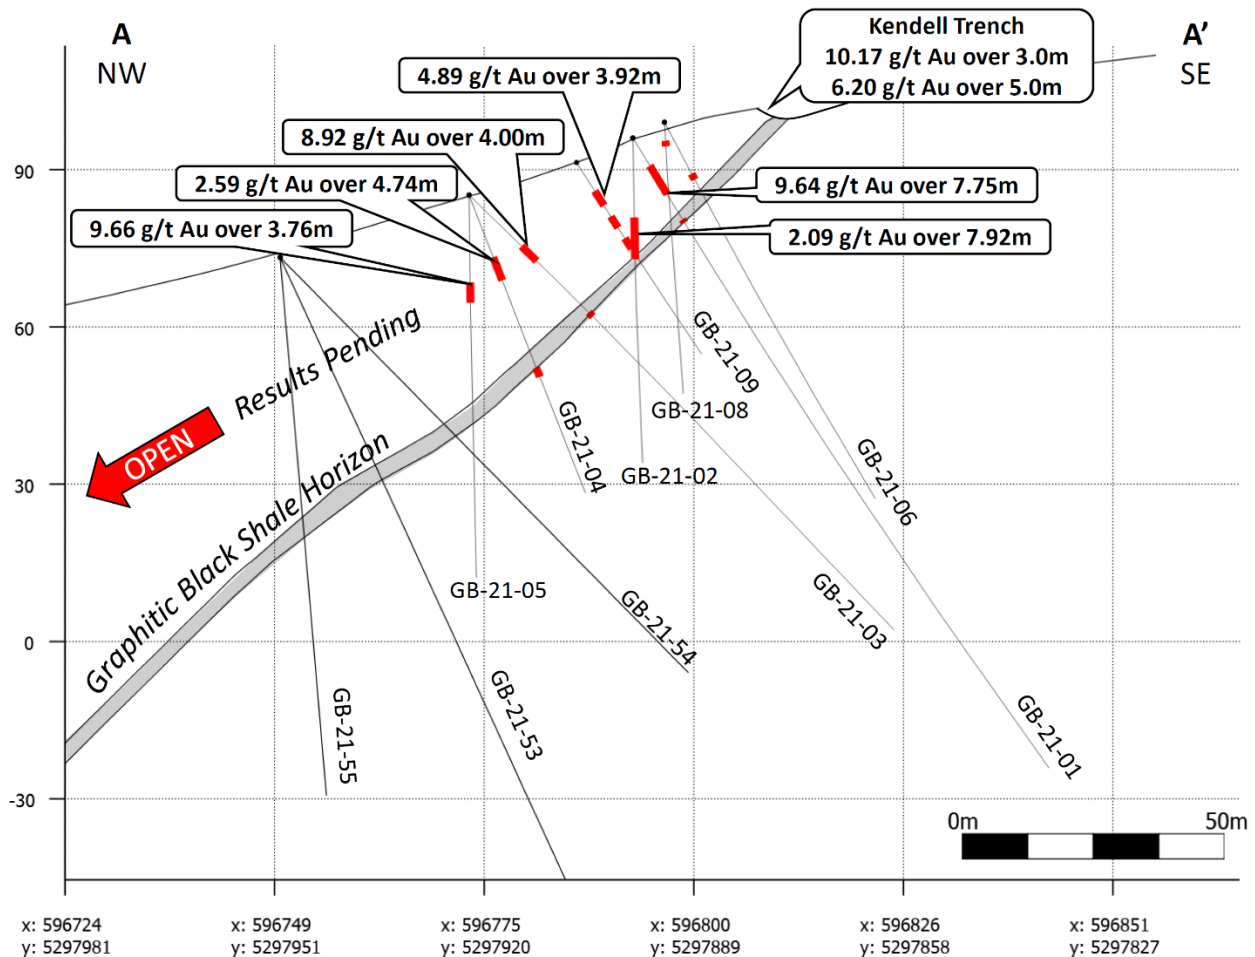 A
NW
A'
SE
Kendell Trench
10.17 g/t Au over 3.0m
6.20 g/t Au over 5.0m
4.89 g/t Au over 3.92m
8.92 g/t Au over 4.00m
2.59 g/t Au over 4.74m
9.66 g/t Au over 3.76m
9.64 g/t Au over 7.75m
2.09 g/t Au over 7.92m
90
60
30
0
-30
Results Pending
OPEN
Graphitic Black Shale Horizon
GB-21-09
GB-21-08
GB-21-02
GB-21-04
GB-21-06
GB-21-05
GB-21-54
GB-21-03
GB-21-53
GB-21-55
GB-21-01
0m
50m
x: 596724
y: 5297981
x: 596749
y: 5297951
x: 596775
y: 5297920
x: 596800
y: 5297889
x: 596826
y: 5297858
x: 596851
y: 5297827